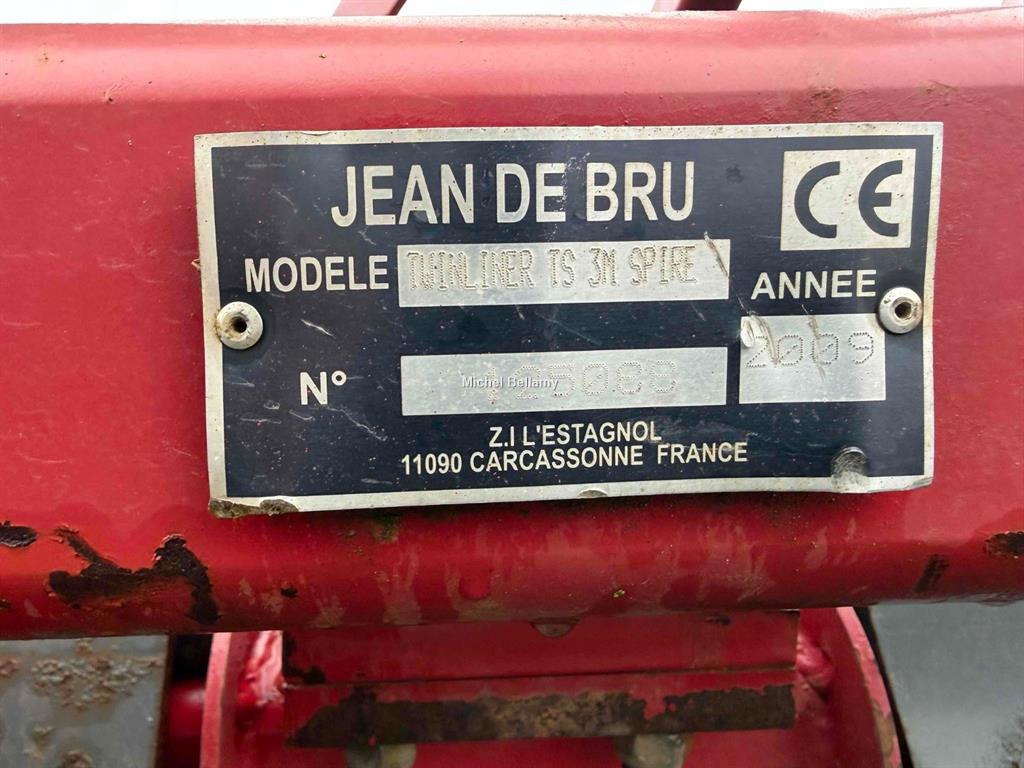 JEAN DE BRU
CE
MODELE TWINLINER TS 3M SPIRE
ANNEE
2009
N°
Michel Bellamy
Z.I L'ESTAGNOL
11090 CARCASSONNE FRANCE